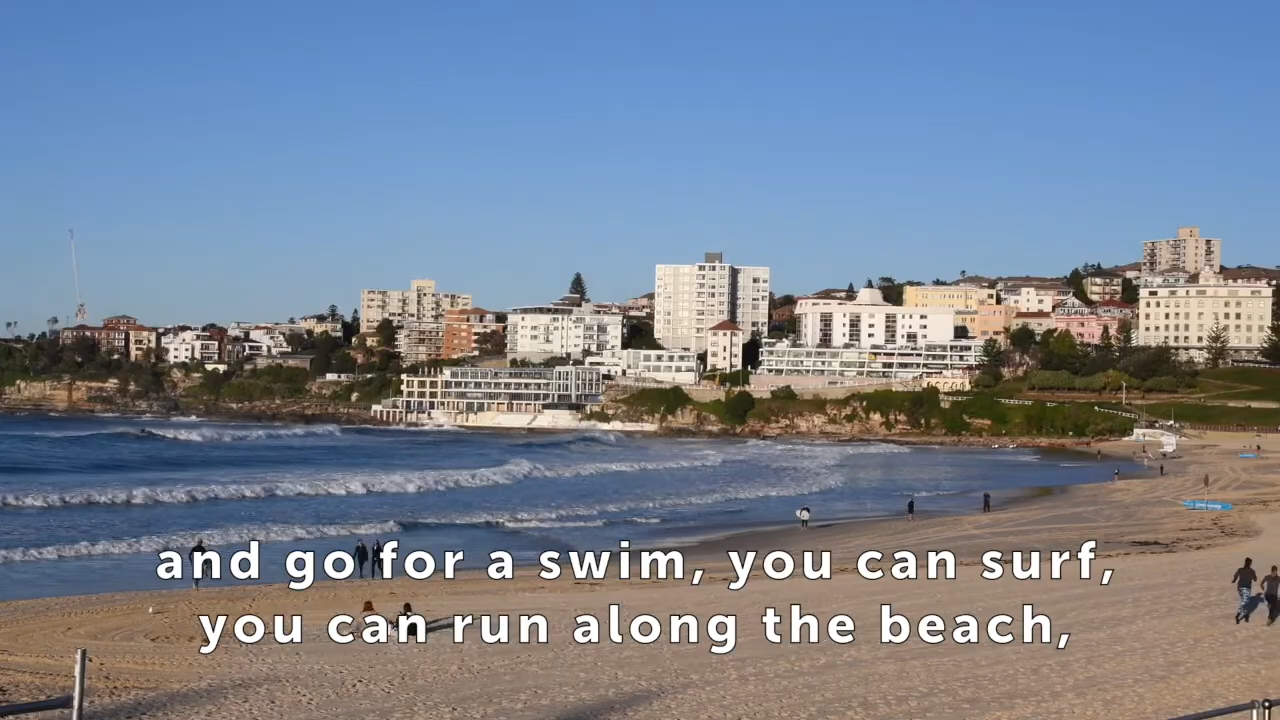 and go for a swim, you can surf,
you can run along the beach,